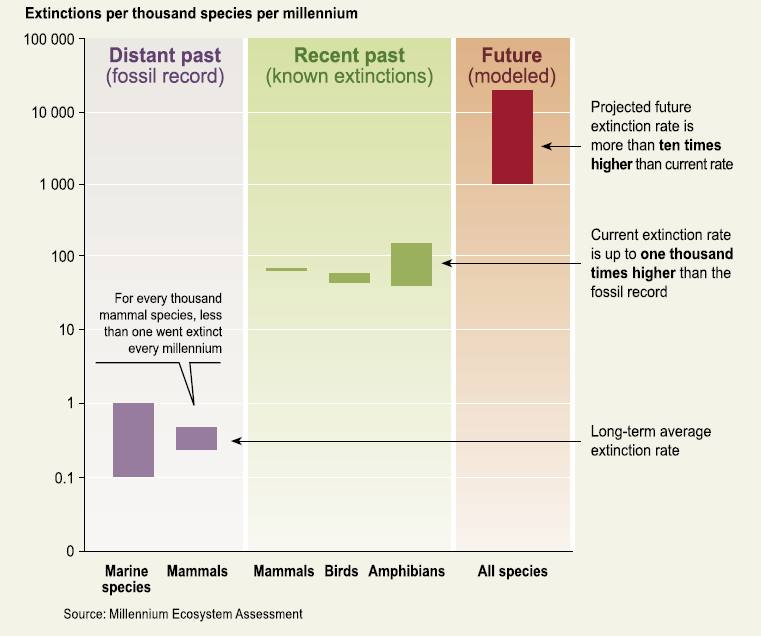 Extinctions per thousand species per millennium
100 000
10 000
1 000
100
10
1
0.1
0
Distant past
(fossil record)
Recent past
(known extinctions)
Future
(modeled)
For every thousand
mammal species, less
than one went extinct
every millennium
Projected future
extinction rate is
more than ten times
higher than current rate
Current extinction rate
is up to one thousand
times higher than the
fossil record
Long-term average
extinction rate
Marine
species
Mammals
Mammals
Birds
Amphibians
All species
Source: Millennium Ecosystem Assessment